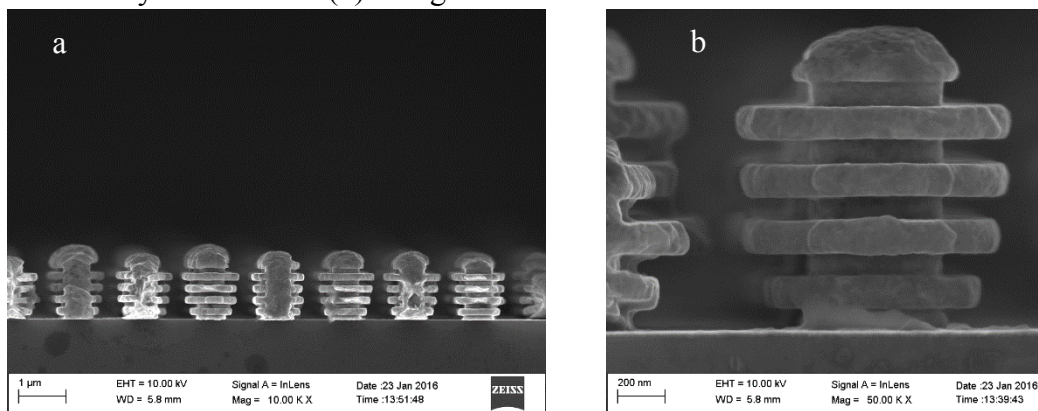 a
1 µm
EHT = 10.00 kV
WD = 5.8 mm
Signal A = InLens
Mag = 10.00 K X
Date :23 Jan 2016
Time :13:51:48
ZEISS
b
200 nm
EHT = 10.00 kV
WD = 5.8 mm
Signal A = InLens
Mag = 50.00 K X
Date :23 Jan 2016
Time :13:39:43